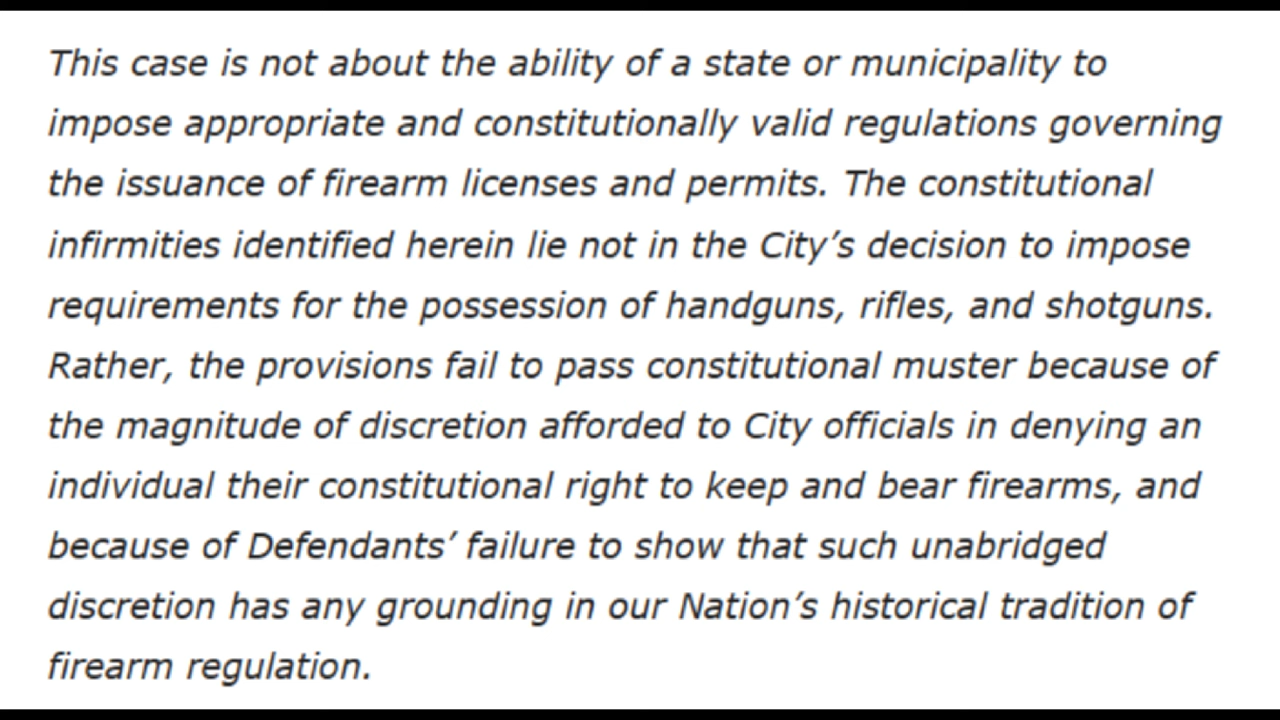 This case is not about the ability of a state or municipality to
impose appropriate and constitutionally valid regulations governing
the issuance of firearm licenses and permits. The constitutional
infirmities identified herein lie not in the City’s decision to impose
requirements for the possession of handguns, rifles, and shotguns.
Rather, the provisions fail to pass constitutional muster because of
the magnitude of discretion afforded to City officials in denying an
individual their constitutional right to keep and bear firearms, and
because of Defendants’ failure to show that such unabridged
discretion has any grounding in our Nation’s historical tradition of
firearm regulation.